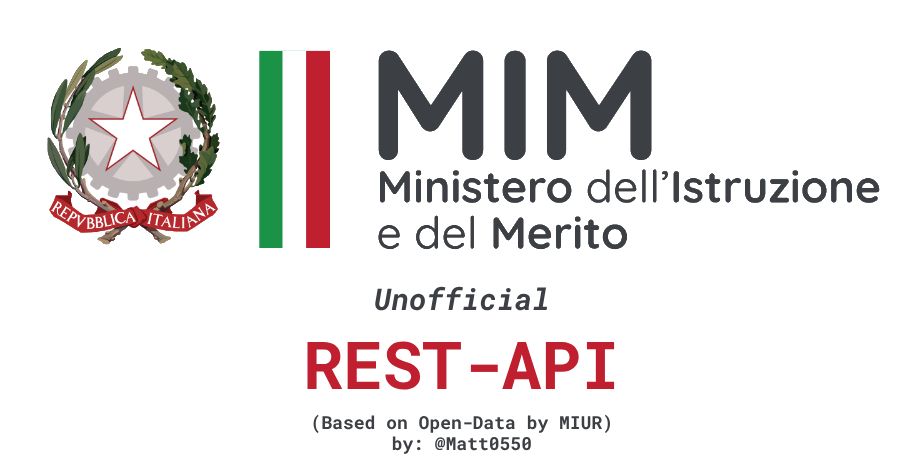 REPVBBLICA ITALIANA
MIM
Ministero dell'Istruzione
e del Merito
Unofficial
REST-API
(Based on Open-Data by MIUR)
by: @Matt0550